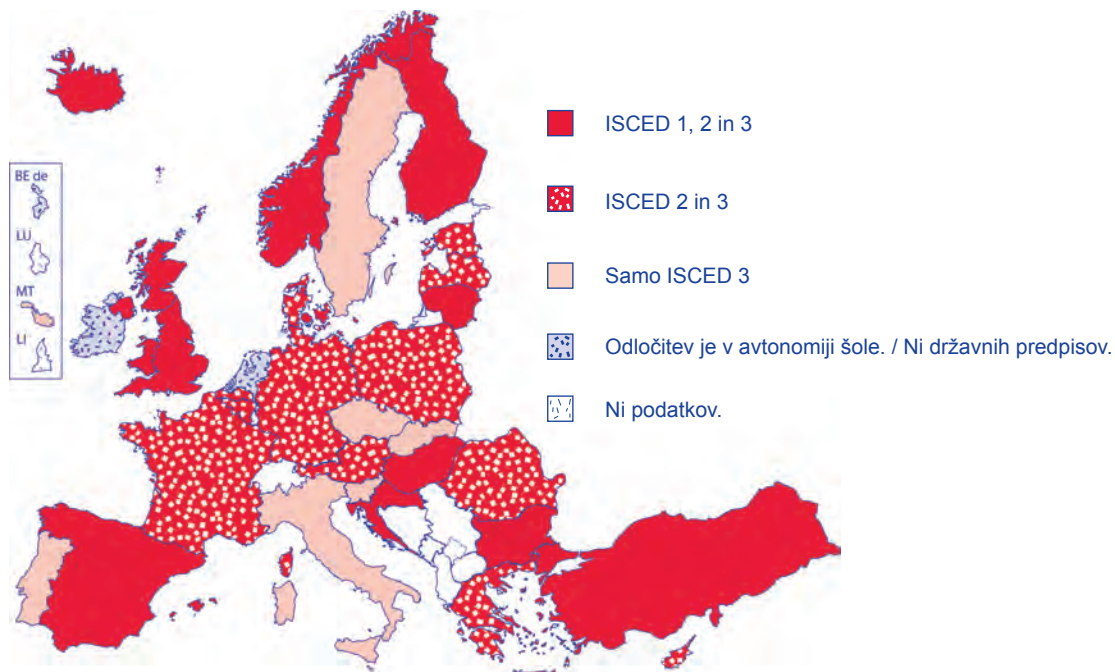 BE de
LU
MT
LI
ISCED 1, 2 in 3
ISCED 2 in 3
Samo ISCED 3
Odločitev je v avtonomiji šole. / Ni državnih predpisov.
Ni podatkov.